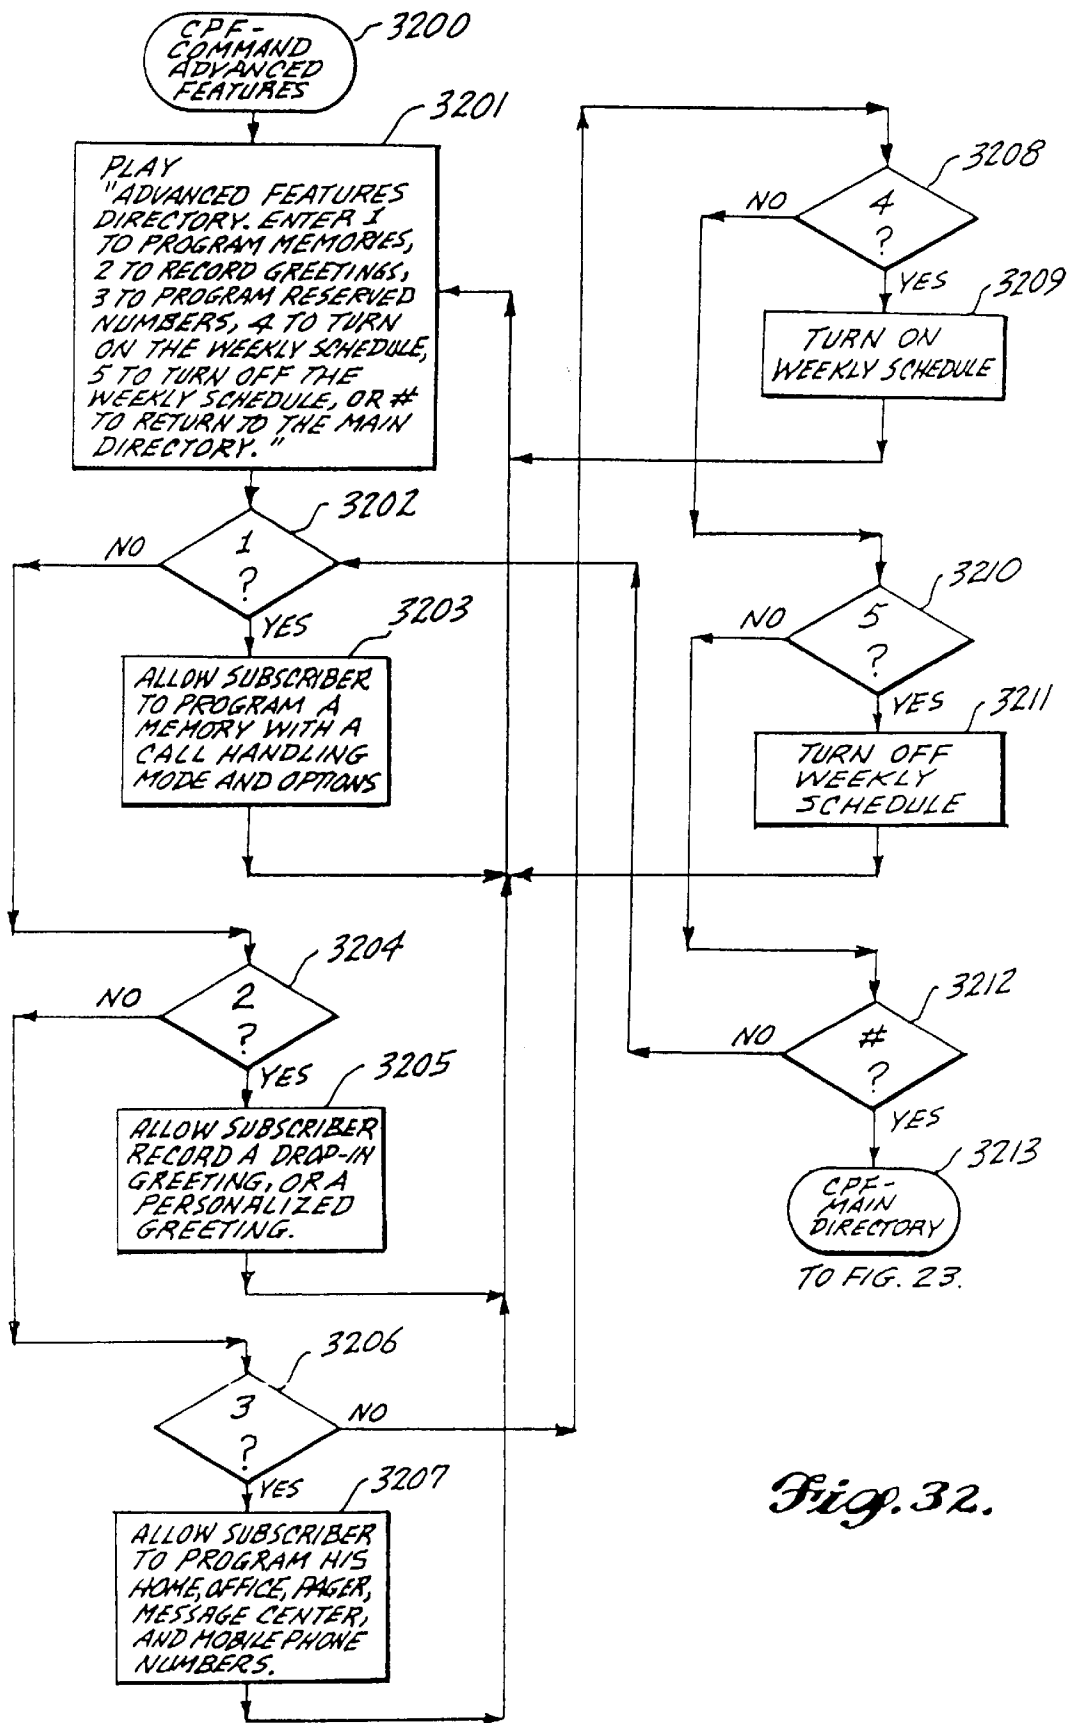 CPF-
COMMAND
ADVANCED
FEATURES
3200
3201
PLAY
"ADVANCED FEATURES
DIRECTORY. ENTER 1
TO PROGRAM MEMORIES,
2 TO RECORD GREETINGS,
3 TO PROGRAM RESERVED
NUMBERS, 4 TO TURN
ON THE WEEKLY SCHEDULE,
5 TO TURN OFF THE
WEEKLY SCHEDULE, OR #
TO RETURN TO THE MAIN
DIRECTORY."
3202
1
?
NO
YES
3203
ALLOW SUBSCRIBER
TO PROGRAM A
MEMORY WITH A
CALL HANDLING
MODE AND OPTIONS
3204
2
?
NO
YES
3205
ALLOW SUBSCRIBER
RECORD A DROP-IN
GREETING, OR A
PERSONALIZED
GREETING.
3206
3
?
NO
YES
3207
ALLOW SUBSCRIBER
TO PROGRAM HIS
HOME, OFFICE, PAGER,
MESSAGE CENTER,
AND MOBILE PHONE
NUMBERS.
3208
4
?
NO
YES
3209
TURN ON
WEEKLY SCHEDULE
3210
5
?
NO
YES
3211
TURN OFF
WEEKLY
SCHEDULE
3212
#
?
NO
YES
3213
CPF-
MAIN
DIRECTORY
TO FIG. 23.
Fig. 32.